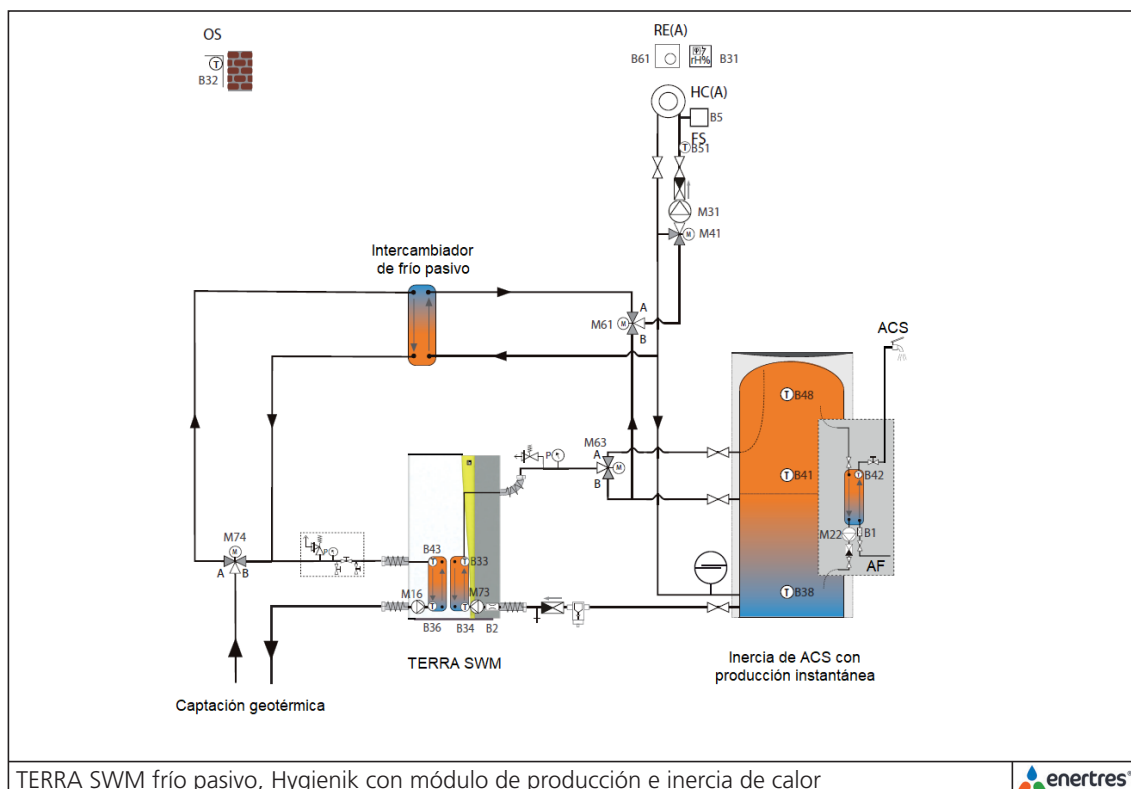 OS
T
B32
RE(A)
B61
rH%
B31
HC(A)
B5
FS
T
B51
M31
M
M41
Intercambiador
de frío pasivo
A
M61
M
B
ACS
T
B48
M63
A
M
B
P
T
B41
T
B42
M74
M
A
B
P
B43
T
T
B33
M22
B1
AF
M16
T
T
M73
B36
B34
B2
T
B38
TERRA SWM
Inercia de ACS con
producción instantánea
Captación geotérmica
TERRA SWM frío pasivo, Hygienik con módulo de producción e inercia de calor
enertres®